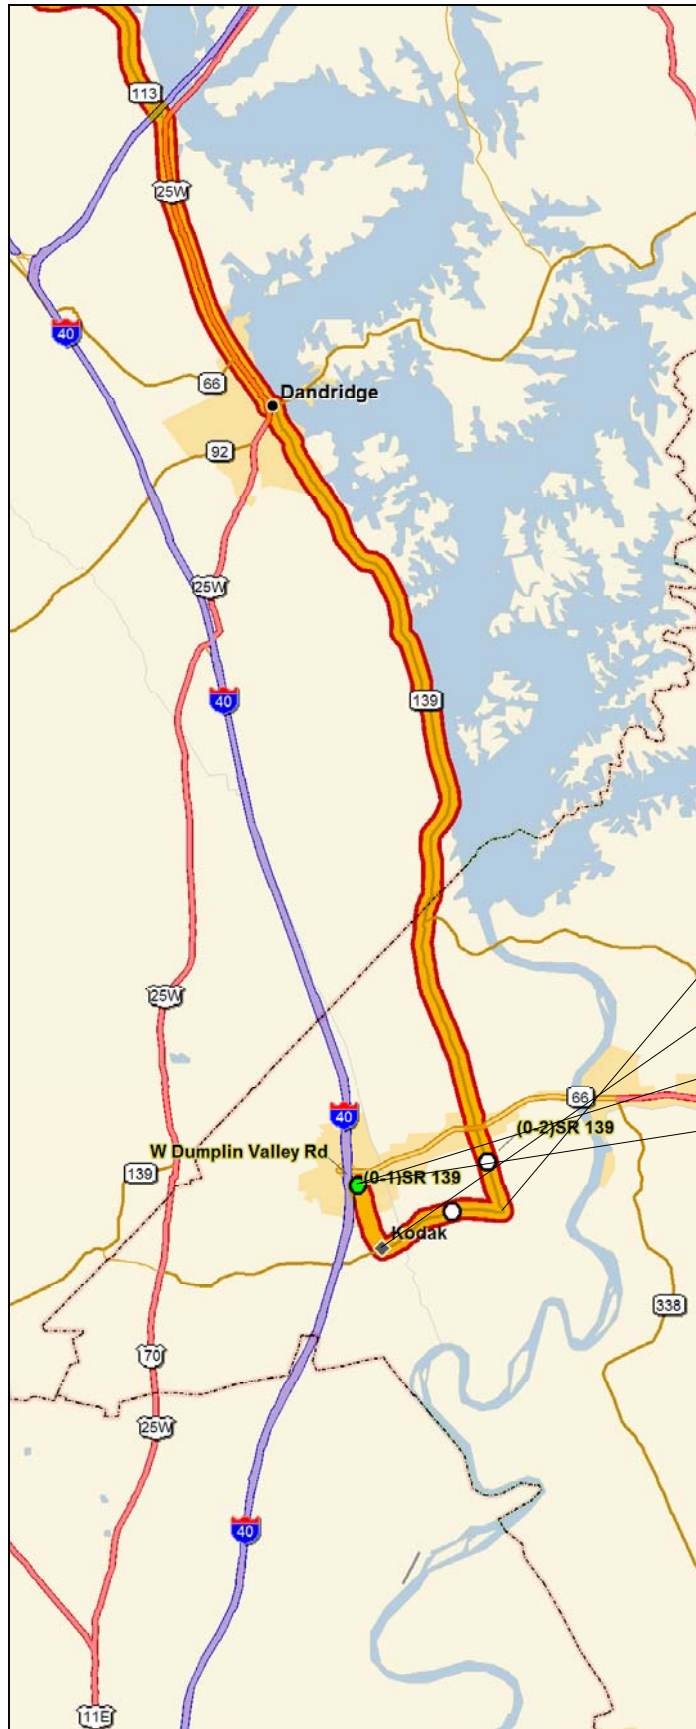 113
25W
40
66
Dandridge
92
25W
40
139
25W
66
40
(0-2)SR 139
W Dumplin Valley Rd
139
(0-1)SR 139
Kodak
338
70
25W
40
11E